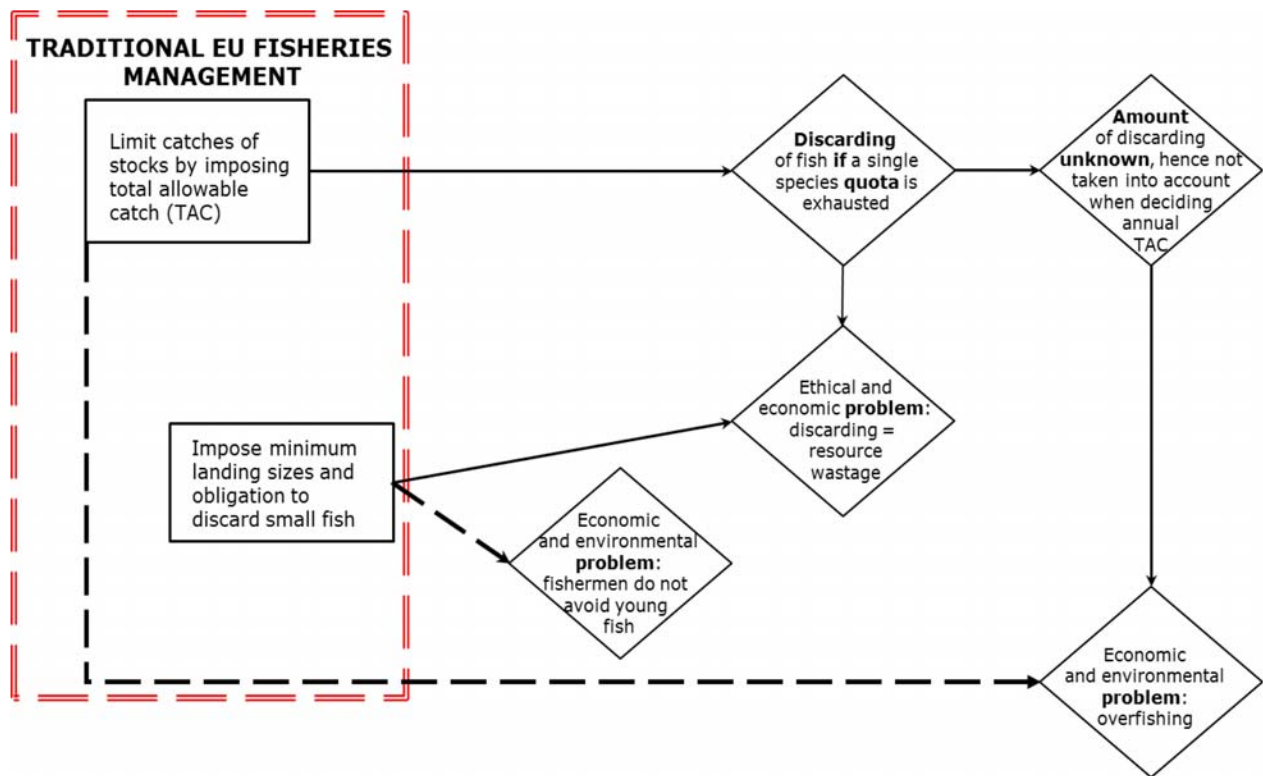 TRADITIONAL EU FISHERIES
MANAGEMENT
Limit catches of
stocks by imposing
total allowable
catch (TAC)
Discarding
of fish if a single
species quota is
exhausted
Amount
of discarding
unknown, hence not
taken into account
when deciding
annual
TAC
Ethical and
economic problem:
discarding =
resource
wastage
Impose minimum
landing sizes and
obligation to
discard small fish
Economic
and environmental
problem:
fishermen do not
avoid young
fish
Economic
and environmental
problem:
overfishing